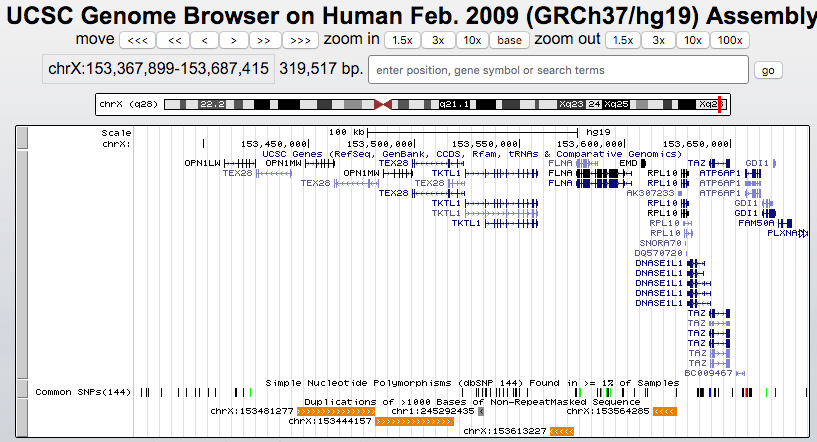 UCSC Genome Browser on Human Feb. 2009 (GRCh37/hg19) Assembly
move <<< << < > >> >>> zoom in 1.5x 3x 10x base zoom out 1.5x 3x 10x 100x
chrX:153,367,899-153,687,415 319,517 bp. enter position, gene symbol or search terms go
chrX (q28) 22.2 q21.1 Xq23 24 Xq25 Xq28
Scale 100 kb hg19
chrX: 153,450,000 153,500,000 153,550,000 153,600,000 153,650,000
UCSC Genes (RefSeq, GenBank, CCDS, Rfam, tRNAs & Comparative Genomics)
OPN1LW OPN1MW TEX28 FLNA EMD TAZ GDI1
TEX28 OPN1MW TKTL1 FLNA RPL10 ATP6AP1
TEX28 TEX28 FLNA RPL10 ATP6AP1
TEX28 AK307233 ATP6AP1
TKTL1 RPL10 GDI1
TKTL1 RPL10 GDI1
TKTL1 RPL10 FAM50A
RPL10 PLXNA
SNORA70
DQ570720
DNASE1L1
DNASE1L1
DNASE1L1
DNASE1L1
DNASE1L1
TAZ
TAZ
TAZ
TAZ
TAZ
TAZ
BC009467
Simple Nucleotide Polymorphisms (dbSNP 144) Found in >= 1% of Samples
Common SNPs(144)
Duplications of >1000 Bases of Non-RepeatMasked Sequence
chrX:153481277 chr1:245292435 chrX:153564285
chrX:153444157
chrX:153613227